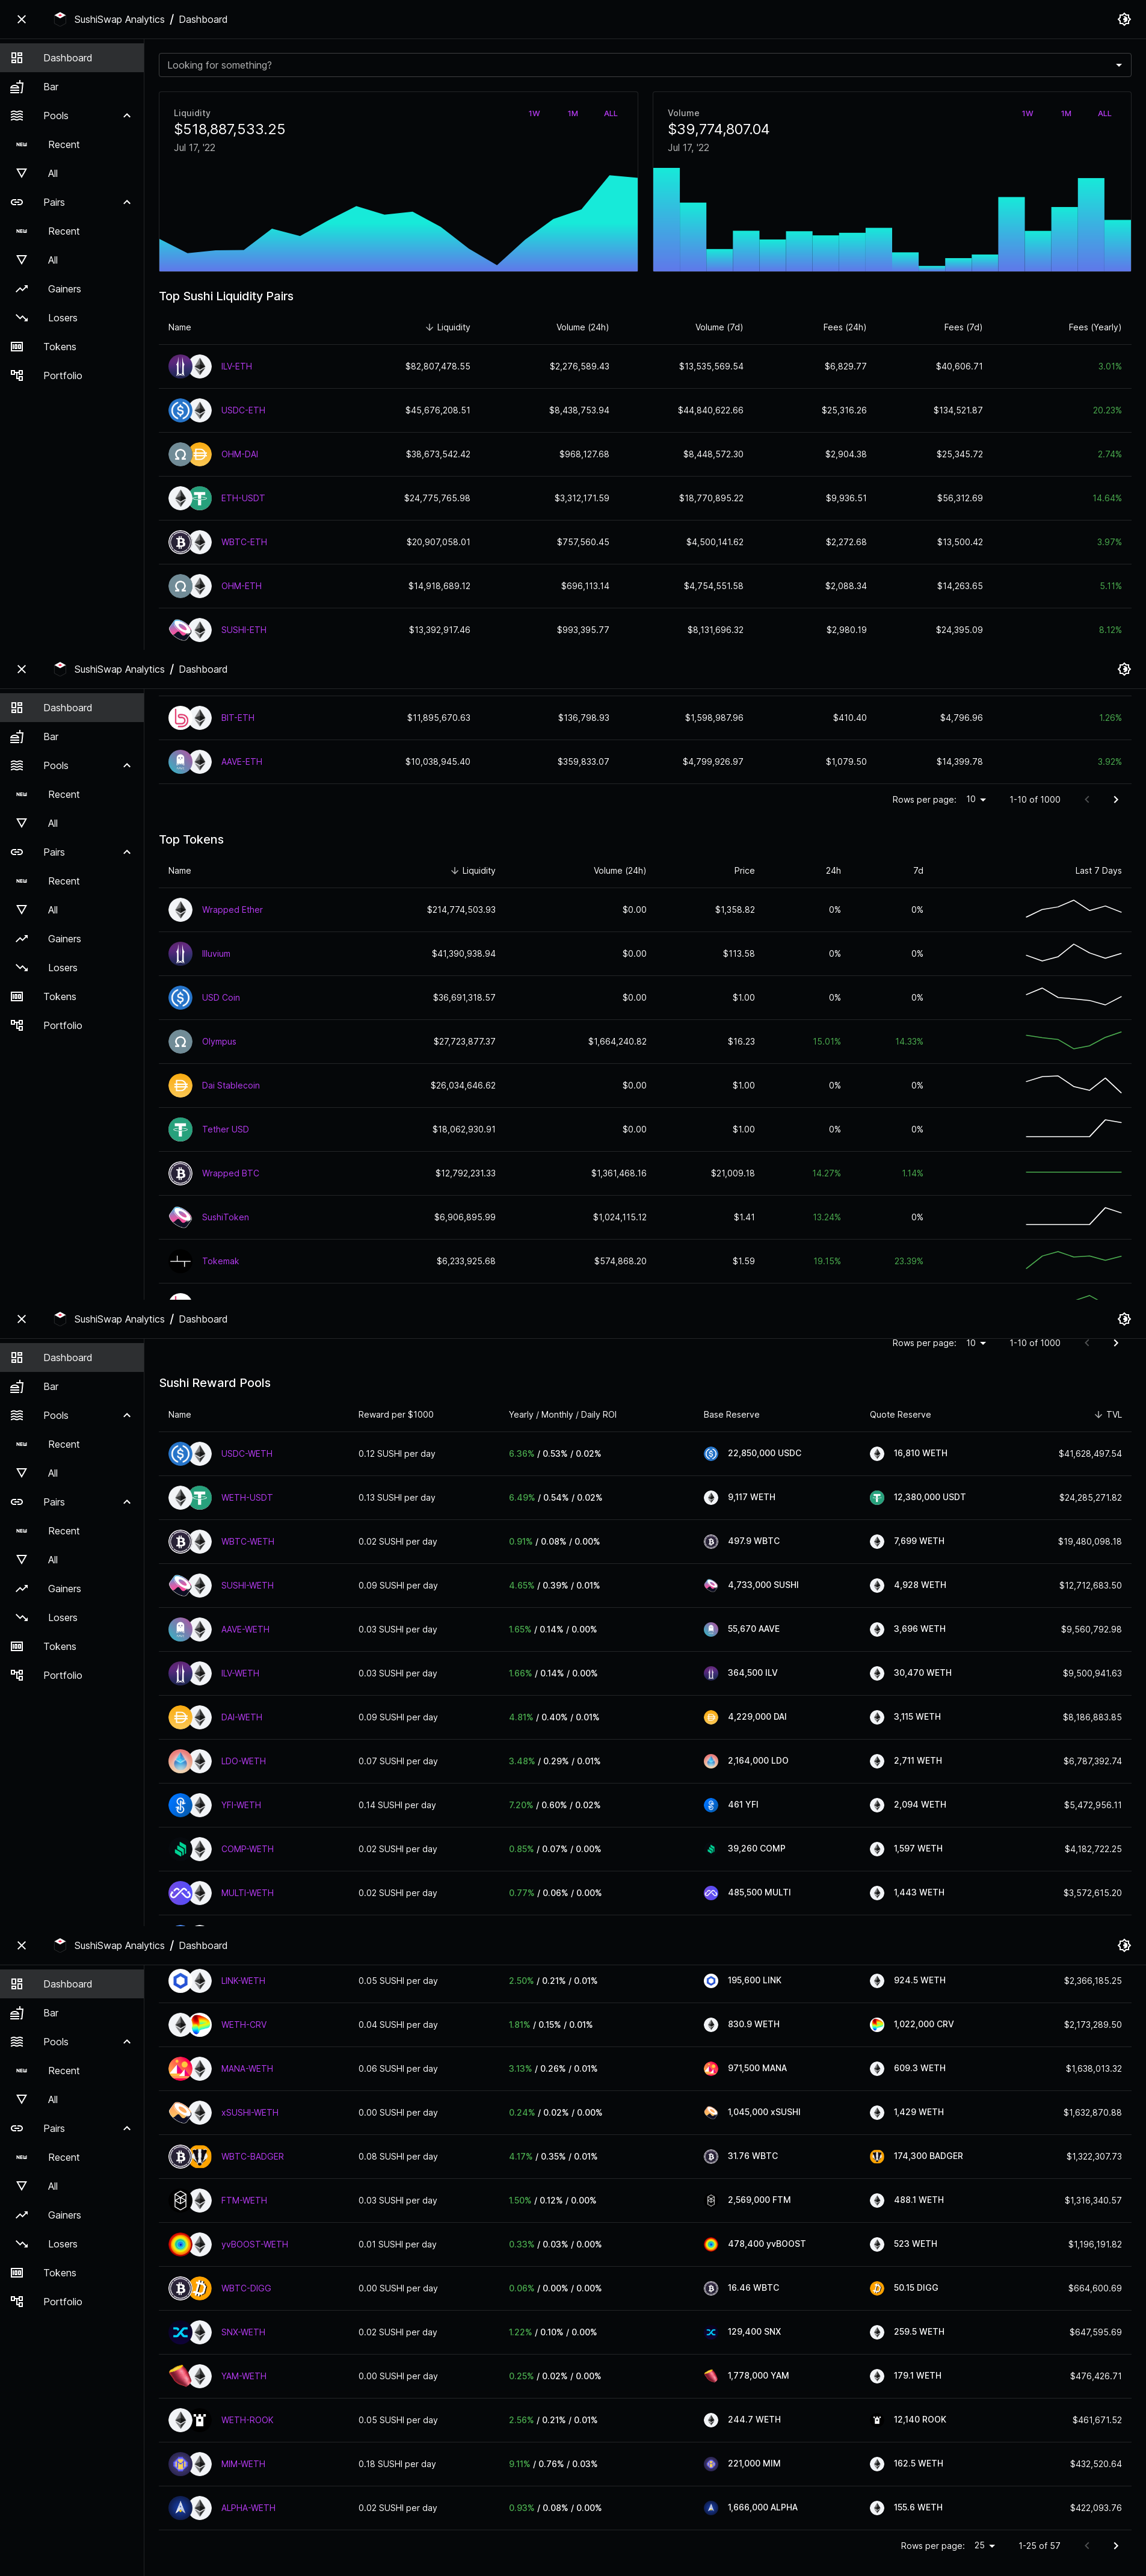 SushiSwap Analytics / Dashboard
Dashboard
Bar
Pools
Recent
All
Pairs
Recent
All
Gainers
Losers
Tokens
Portfolio
Looking for something?
Liquidity 1W 1M ALL
$518,887,533.25
Jul 17, '22
Volume 1W 1M ALL
$39,774,807.04
Jul 17, '22
Top Sushi Liquidity Pairs
Name Liquidity Volume (24h) Volume (7d) Fees (24h) Fees (7d) Fees (Yearly)
ILV-ETH $82,807,478.55 $2,276,589.43 $13,535,569.54 $6,829.77 $40,606.71 3.01%
USDC-ETH $45,676,208.51 $8,438,753.94 $44,840,622.66 $25,316.26 $134,521.87 20.23%
OHM-DAI $38,673,542.42 $968,127.68 $8,448,572.30 $2,904.38 $25,345.72 2.74%
ETH-USDT $24,775,765.98 $3,312,171.59 $18,770,895.22 $9,936.51 $56,312.69 14.64%
WBTC-ETH $20,907,058.01 $757,560.45 $4,500,141.62 $2,272.68 $13,500.42 3.97%
OHM-ETH $14,918,689.12 $696,113.14 $4,754,551.58 $2,088.34 $14,263.65 5.11%
SUSHI-ETH $13,392,917.46 $993,395.77 $8,131,696.32 $2,980.19 $24,395.09 8.12%
SushiSwap Analytics / Dashboard
Dashboard
Bar
Pools
Recent
All
Pairs
Recent
All
Gainers
Losers
Tokens
Portfolio
BIT-ETH $11,895,670.63 $136,798.93 $1,598,987.96 $410.40 $4,796.96 1.26%
AAVE-ETH $10,038,945.40 $359,833.07 $4,799,926.97 $1,079.50 $14,399.78 3.92%
Rows per page: 10 1-10 of 1000
Top Tokens
Name Liquidity Volume (24h) Price 24h 7d Last 7 Days
Wrapped Ether $214,774,503.93 $0.00 $1,358.82 0% 0%
Illuvium $41,390,938.94 $0.00 $113.58 0% 0%
USD Coin $36,691,318.57 $0.00 $1.00 0% 0%
Olympus $27,723,877.37 $1,664,240.82 $16.23 15.01% 14.33%
Dai Stablecoin $26,034,646.62 $0.00 $1.00 0% 0%
Tether USD $18,062,930.91 $0.00 $1.00 0% 0%
Wrapped BTC $12,792,231.33 $1,361,468.16 $21,009.18 14.27% 1.14%
SushiToken $6,906,895.99 $1,024,115.12 $1.41 13.24% 0%
Tokemak $6,233,925.68 $574,868.20 $1.59 19.15% 23.39%
SushiSwap Analytics / Dashboard
Dashboard
Bar
Pools
Recent
All
Pairs
Recent
All
Gainers
Losers
Tokens
Portfolio
Rows per page: 10 1-10 of 1000
Sushi Reward Pools
Name Reward per $1000 Yearly / Monthly / Daily ROI Base Reserve Quote Reserve TVL
USDC-WETH 0.12 SUSHI per day 6.36% / 0.53% / 0.02% 22,850,000 USDC 16,810 WETH $41,628,497.54
WETH-USDT 0.13 SUSHI per day 6.49% / 0.54% / 0.02% 9,117 WETH 12,380,000 USDT $24,285,271.82
WBTC-WETH 0.02 SUSHI per day 0.91% / 0.08% / 0.00% 497.9 WBTC 7,699 WETH $19,480,098.18
SUSHI-WETH 0.09 SUSHI per day 4.65% / 0.39% / 0.01% 4,733,000 SUSHI 4,928 WETH $12,712,683.50
AAVE-WETH 0.03 SUSHI per day 1.65% / 0.14% / 0.00% 55,670 AAVE 3,696 WETH $9,560,792.98
ILV-WETH 0.03 SUSHI per day 1.66% / 0.14% / 0.00% 364,500 ILV 30,470 WETH $9,500,941.63
DAI-WETH 0.09 SUSHI per day 4.81% / 0.40% / 0.01% 4,229,000 DAI 3,115 WETH $8,186,883.85
LDO-WETH 0.07 SUSHI per day 3.48% / 0.29% / 0.01% 2,164,000 LDO 2,711 WETH $6,787,392.74
YFI-WETH 0.14 SUSHI per day 7.20% / 0.60% / 0.02% 461 YFI 2,094 WETH $5,472,956.11
COMP-WETH 0.02 SUSHI per day 0.85% / 0.07% / 0.00% 39,260 COMP 1,597 WETH $4,182,722.25
MULTI-WETH 0.02 SUSHI per day 0.77% / 0.06% / 0.00% 485,500 MULTI 1,443 WETH $3,572,615.20
SushiSwap Analytics / Dashboard
Dashboard
Bar
Pools
Recent
All
Pairs
Recent
All
Gainers
Losers
Tokens
Portfolio
LINK-WETH 0.05 SUSHI per day 2.50% / 0.21% / 0.01% 195,600 LINK 924.5 WETH $2,366,185.25
WETH-CRV 0.04 SUSHI per day 1.81% / 0.15% / 0.01% 830.9 WETH 1,022,000 CRV $2,173,289.50
MANA-WETH 0.06 SUSHI per day 3.13% / 0.26% / 0.01% 971,500 MANA 609.3 WETH $1,638,013.32
xSUSHI-WETH 0.00 SUSHI per day 0.24% / 0.02% / 0.00% 1,045,000 xSUSHI 1,429 WETH $1,632,870.88
WBTC-BADGER 0.08 SUSHI per day 4.17% / 0.35% / 0.01% 31.76 WBTC 174,300 BADGER $1,322,307.73
FTM-WETH 0.03 SUSHI per day 1.50% / 0.12% / 0.00% 2,569,000 FTM 488.1 WETH $1,316,340.57
yvBOOST-WETH 0.01 SUSHI per day 0.33% / 0.03% / 0.00% 478,400 yvBOOST 523 WETH $1,196,191.82
WBTC-DIGG 0.00 SUSHI per day 0.06% / 0.00% / 0.00% 16.46 WBTC 50.15 DIGG $664,600.69
SNX-WETH 0.02 SUSHI per day 1.22% / 0.10% / 0.00% 129,400 SNX 259.5 WETH $647,595.69
YAM-WETH 0.00 SUSHI per day 0.25% / 0.02% / 0.00% 1,778,000 YAM 179.1 WETH $476,426.71
WETH-ROOK 0.05 SUSHI per day 2.56% / 0.21% / 0.01% 244.7 WETH 12,140 ROOK $461,671.52
MIM-WETH 0.18 SUSHI per day 9.11% / 0.76% / 0.03% 221,000 MIM 162.5 WETH $432,520.64
ALPHA-WETH 0.02 SUSHI per day 0.93% / 0.08% / 0.00% 1,666,000 ALPHA 155.6 WETH $422,093.76
Rows per page: 25 1-25 of 57